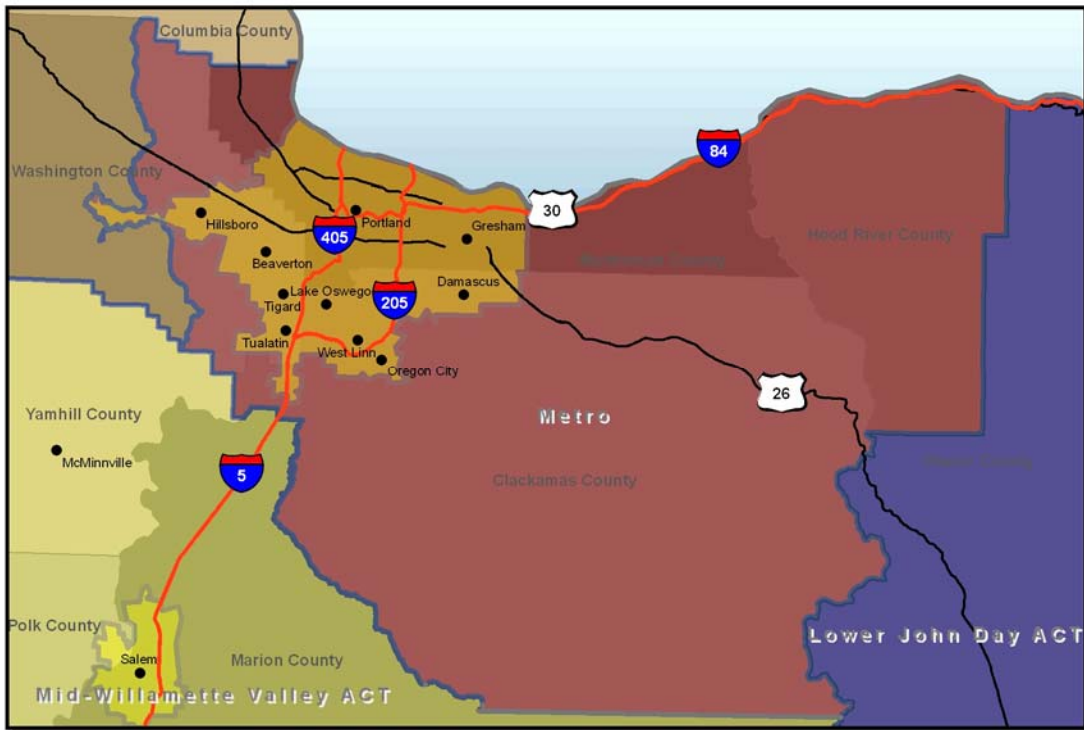 Columbia County
84
Washington County
30
Hillsboro
Portland
405
Gresham
Hood River County
Multnomah County
Beaverton
Damascus
Lake Oswego
205
Tigard
Tualatin
West Linn
Oregon City
26
Yamhill County
Metro
McMinnville
5
Clackamas County
Polk County
Lower John Day ACT
Salem
Marion County
Mid-Willamette Valley ACT